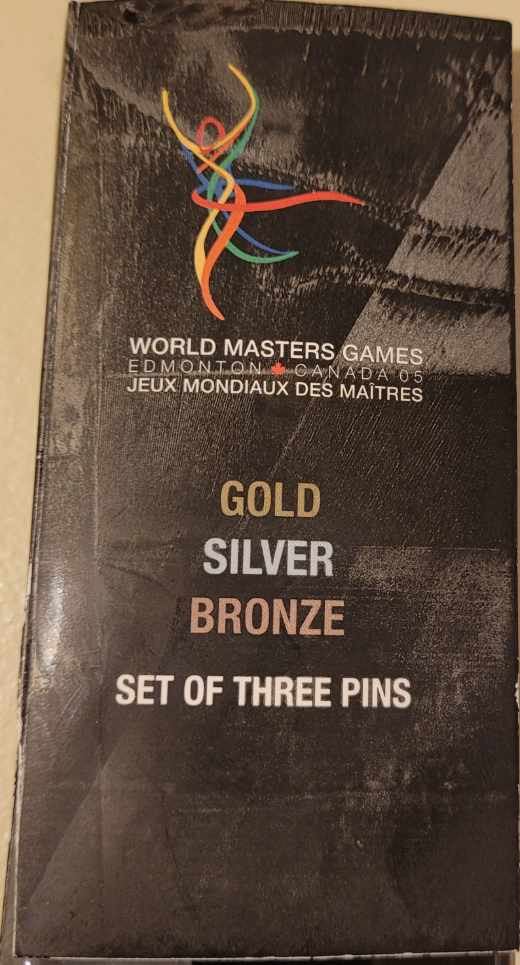 WORLD MASTERS GAMES
EDMONTON CANADA 05
JEUX MONDIAUX DES MAÎTRES
GOLD
SILVER
BRONZE
SET OF THREE PINS